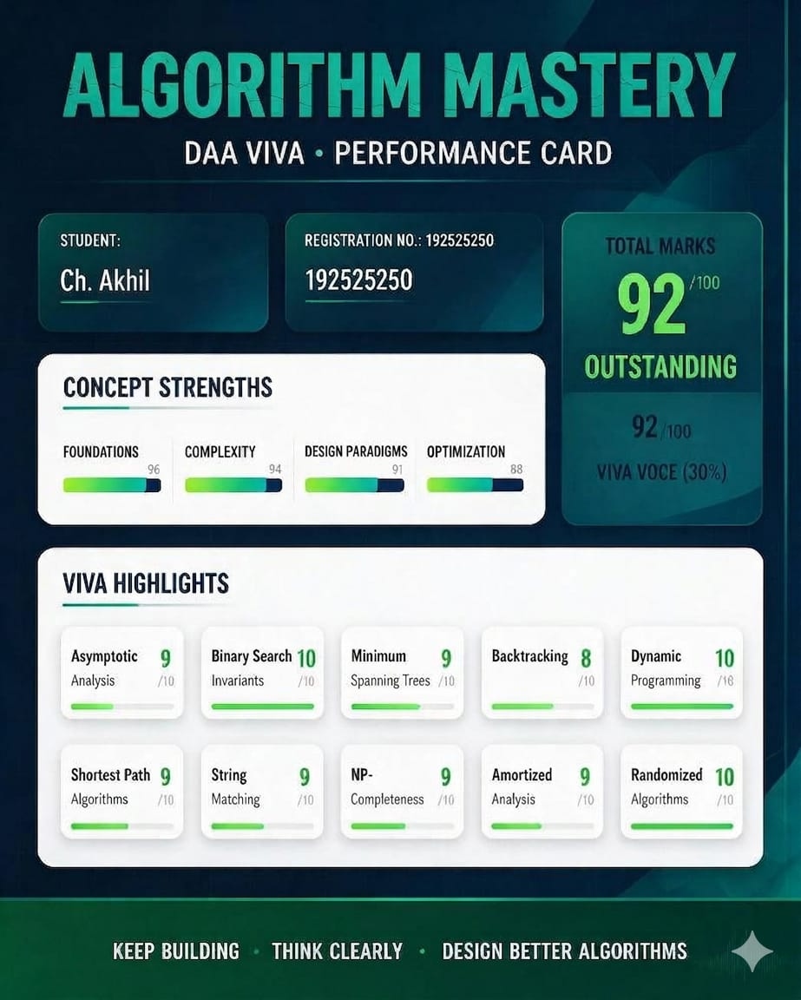 ALGORITHM MASTERY
DAA VIVA • PERFORMANCE CARD
STUDENT:
Ch. Akhil
REGISTRATION NO.: 192525250
192525250
TOTAL MARKS
92/100
OUTSTANDING
92/100
VIVA VOCE (30%)
CONCEPT STRENGTHS
FOUNDATIONS
96
COMPLEXITY
94
DESIGN PARADIGMS
91
OPTIMIZATION
88
VIVA HIGHLIGHTS
Asymptotic 9
Analysis /10
Binary Search 10
Invariants /10
Minimum 9
Spanning Trees /10
Backtracking 8
/10
Dynamic 10
Programming /16
Shortest Path 9
Algorithms /10
String 9
Matching /10
NP- 9
Completeness /10
Amortized 9
Analysis /10
Randomized 10
Algorithms /10
KEEP BUILDING • THINK CLEARLY • DESIGN BETTER ALGORITHMS